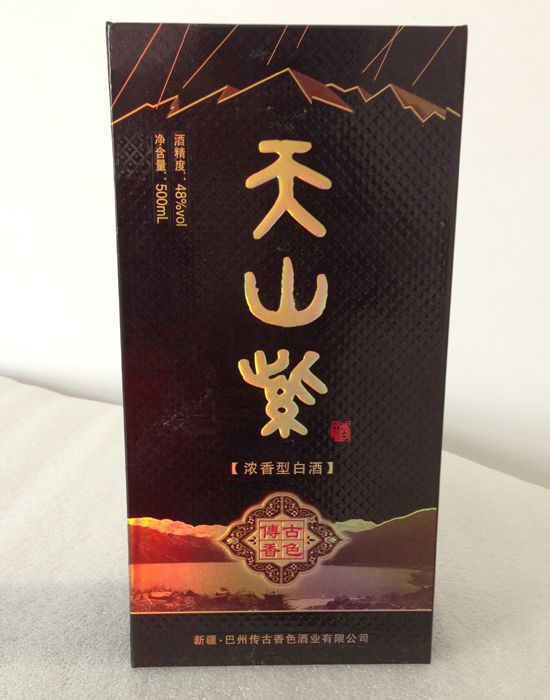 酒精度：48%vol
净含量：500mL
天山紫
【浓香型白酒】
古色
傳香
新疆·巴州传古香色酒业有限公司